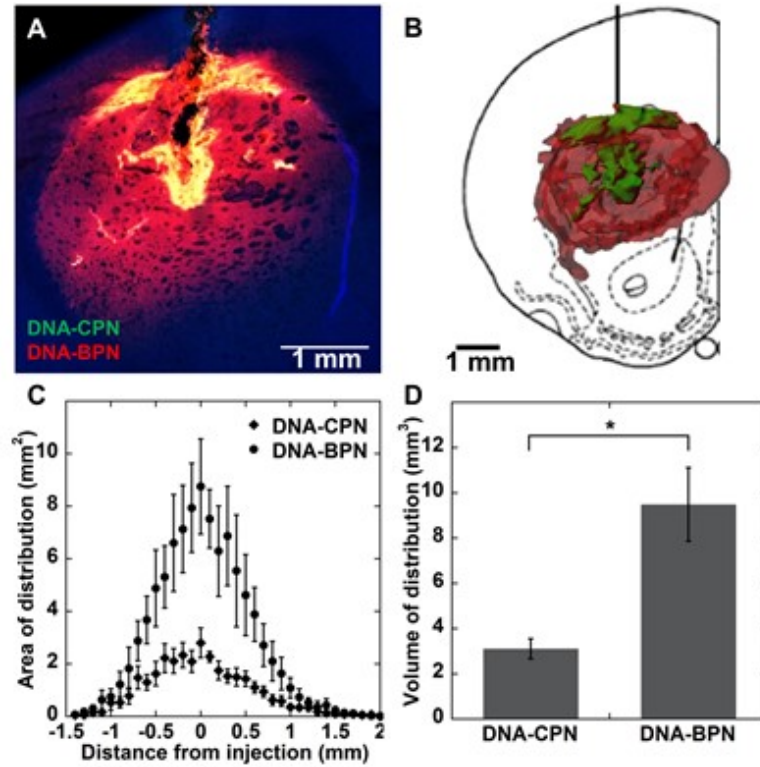 A
DNA-CPN
DNA-BPN
1 mm
B
1 mm
C
DNA-CPN
DNA-BPN
Area of distribution (mm²)
10
8
6
4
2
0
-1.5 -1 -0.5 0 0.5 1 1.5 2
Distance from injection (mm)
D
*
Volume of distribution (mm³)
12
10
8
6
4
2
0
DNA-CPN DNA-BPN